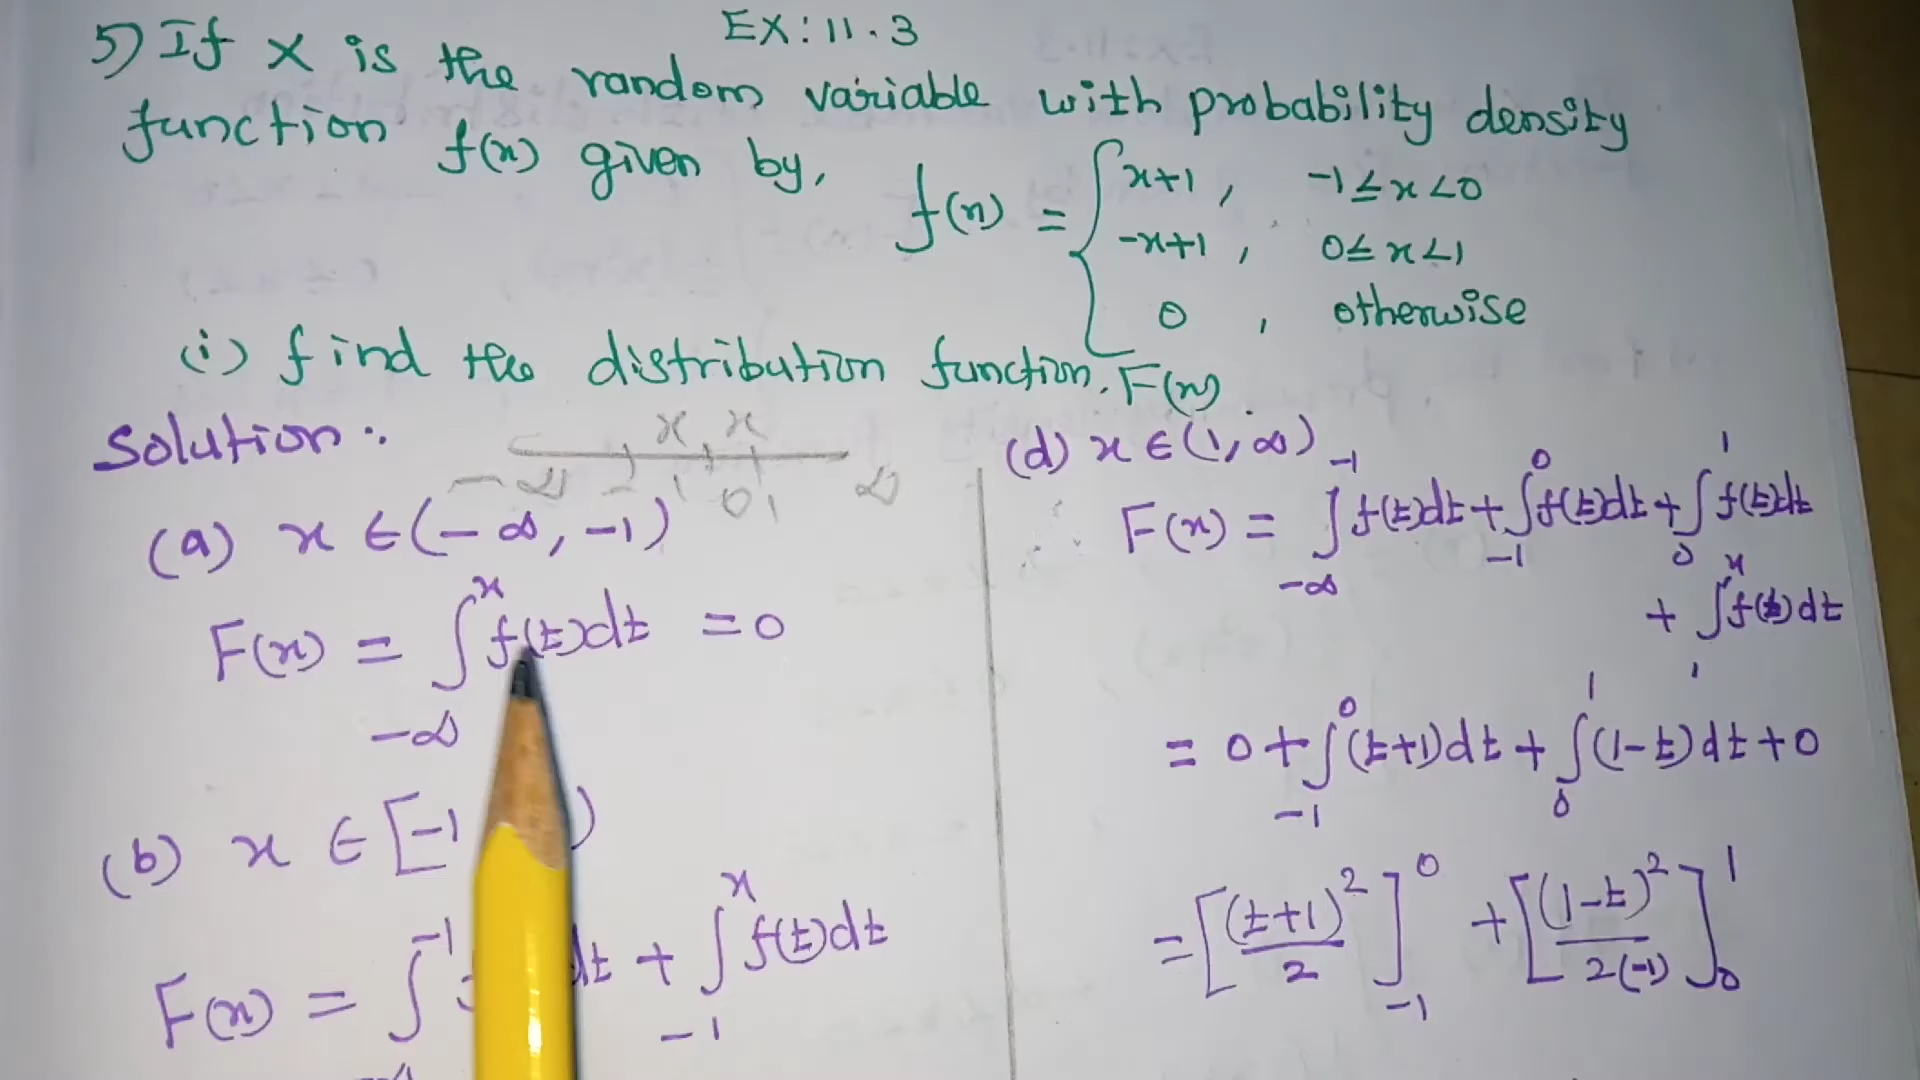 EX: 11.3
5) If X is the random variable with probability density
function f(x) given by, f(x) = { x+1 , -1≤x<0
-x+1 , 0≤x<1
0 , otherwise
(i) find the distribution function. F(x).
Solution:
x x
-∞ -1 0 1 ∞
(a) x ∈ (-∞, -1)
F(x) = ∫_{-∞}^{x} f(t)dt = 0
(b) x ∈ [-1 )
F(x) = ∫^{-1} dt + ∫_{-1}^{x} f(t)dt
(d) x ∈ (1, ∞)
F(x) = ∫_{-∞}^{-1} f(t)dt + ∫_{-1}^{0} f(t)dt + ∫_{0}^{1} f(t)dt
+ ∫_{1}^{x} f(t)dt
= 0 + ∫_{-1}^{0} (t+1)dt + ∫_{0}^{1} (1-t)dt + 0
= [(t+1)²/2]_{-1}^{0} + [(1-t)²/2(-1)]_{0}^{1}